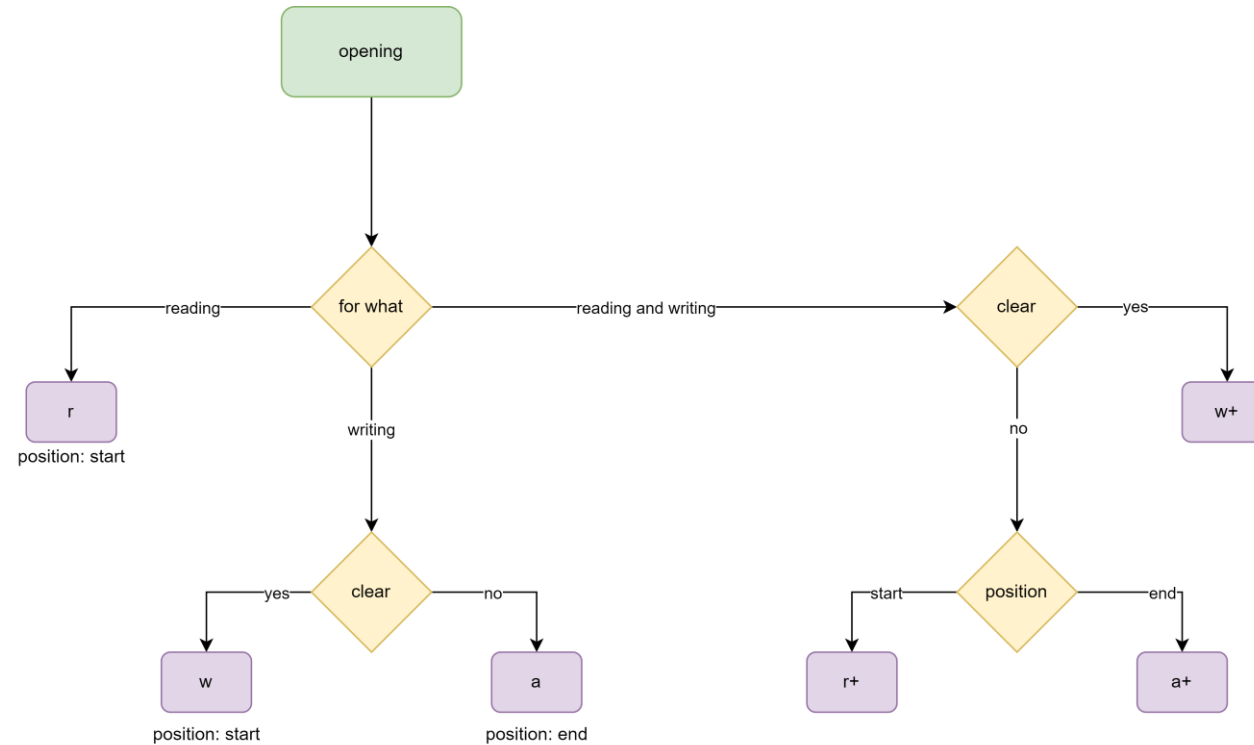 opening
reading
for what
reading and writing
clear
yes
r
w+
position: start
writing
no
yes
clear
no
start
position
end
w
a
r+
a+
position: start
position: end